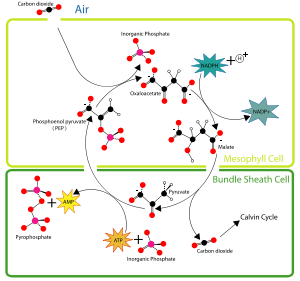 Carbon dioxide
Air
Inorganic Phosphate
NADPH
+
H
+
Oxaloacetate
NADP+
Phosphoenol pyruvate
( PEP )
Malate
Mesophyll Cell
Bundle Sheath Cell
Pyruvate
AMP
+
Calvin Cycle
Pyrophosphate
ATP
+
Carbon dioxide
Inorganic Phosphate